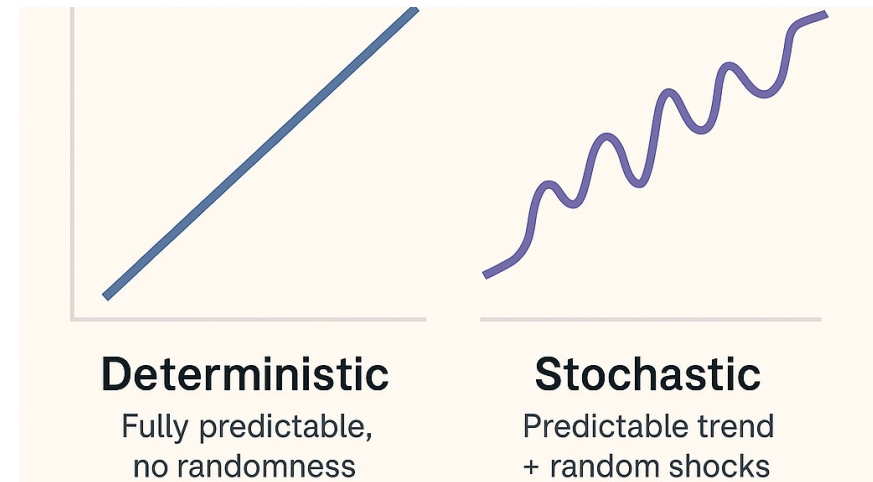 Deterministic
Fully predictable,
no randomness
Stochastic
Predictable trend
+ random shocks